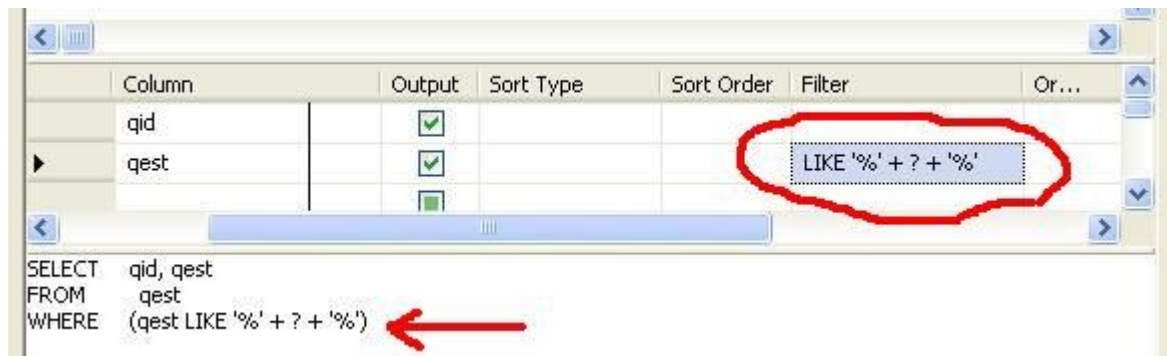 Column Output Sort Type Sort Order Filter Or...
qid
qest LIKE '%' + ? + '%'
SELECT qid, qest
FROM qest
WHERE (qest LIKE '%' + ? + '%')